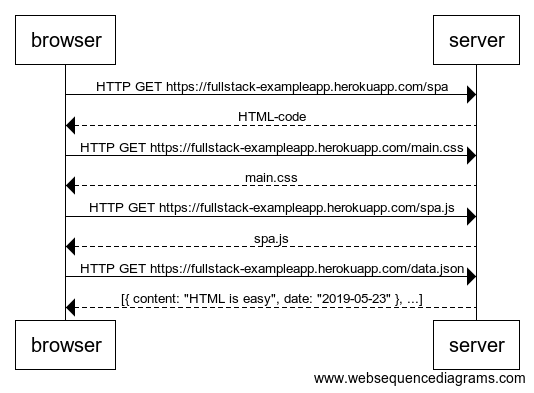 browser server
HTTP GET https://fullstack-exampleapp.herokuapp.com/spa
HTML-code
HTTP GET https://fullstack-exampleapp.herokuapp.com/main.css
main.css
HTTP GET https://fullstack-exampleapp.herokuapp.com/spa.js
spa.js
HTTP GET https://fullstack-exampleapp.herokuapp.com/data.json
[{ content: "HTML is easy", date: "2019-05-23" }, ...]
browser server
www.websequencediagrams.com